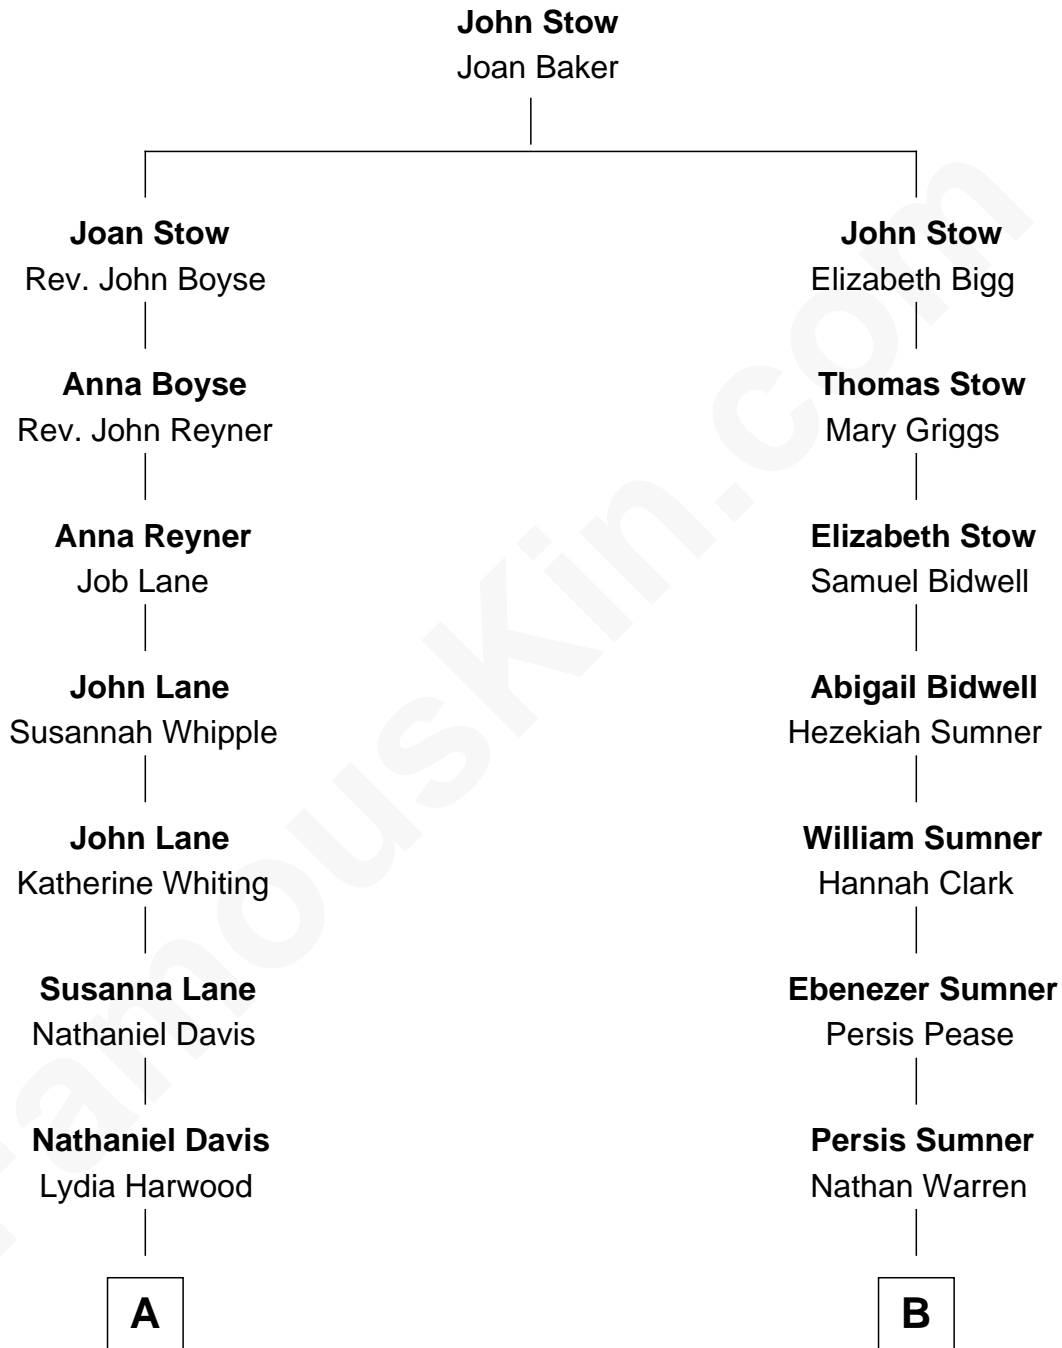 John Stow
Joan Baker
Joan Stow
Rev. John Boyse
Anna Boyse
Rev. John Reyner
Anna Reyner
Job Lane
John Lane
Susannah Whipple
John Lane
Katherine Whiting
Susanna Lane
Nathaniel Davis
Nathaniel Davis
Lydia Harwood
A
John Stow
Elizabeth Bigg
Thomas Stow
Mary Griggs
Elizabeth Stow
Samuel Bidwell
Abigail Bidwell
Hezekiah Sumner
William Sumner
Hannah Clark
Ebenezer Sumner
Persis Pease
Persis Sumner
Nathan Warren
B
FamousKin.com